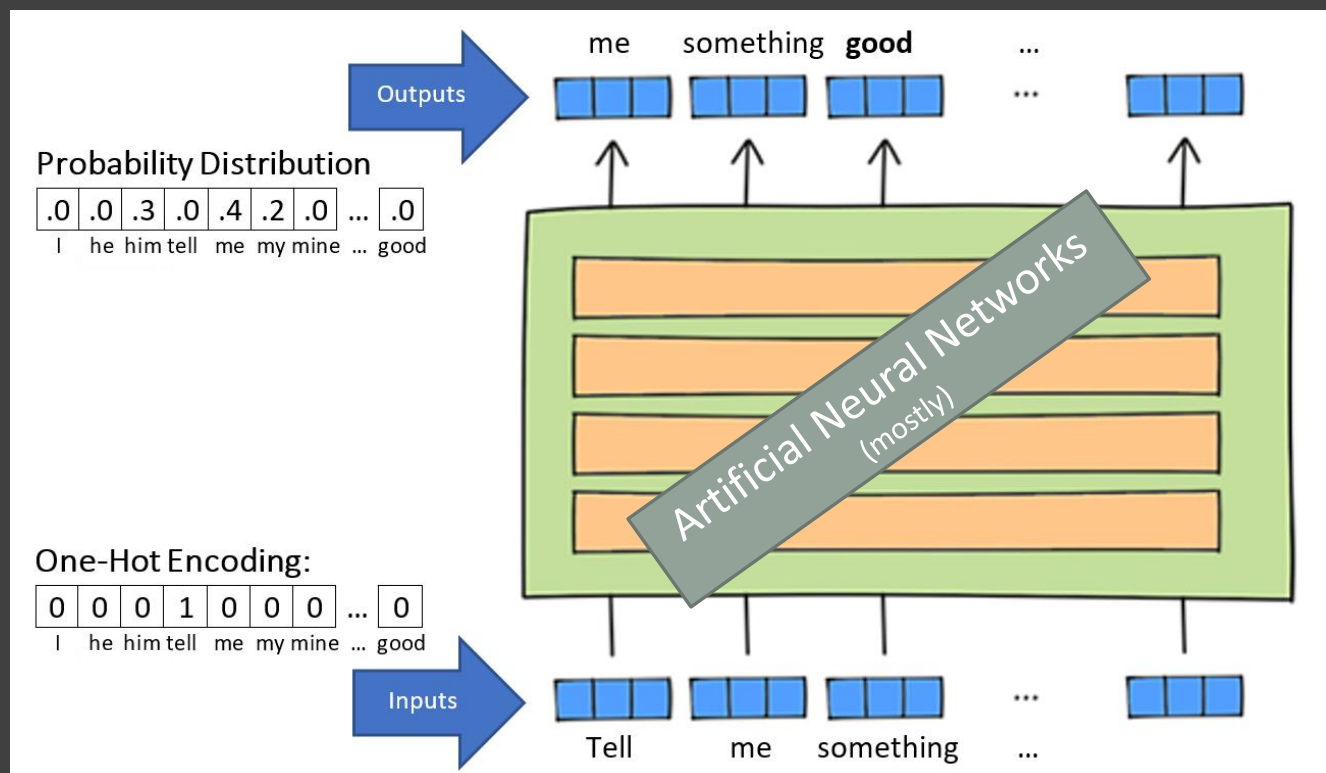 me something good ...
Outputs
...
Probability Distribution
.0 .0 .3 .0 .4 .2 .0 ... .0
I he him tell me my mine ... good
Artificial Neural Networks
(mostly)
One-Hot Encoding:
0 0 0 1 0 0 0 ... 0
I he him tell me my mine ... good
Inputs
...
Tell me something ...